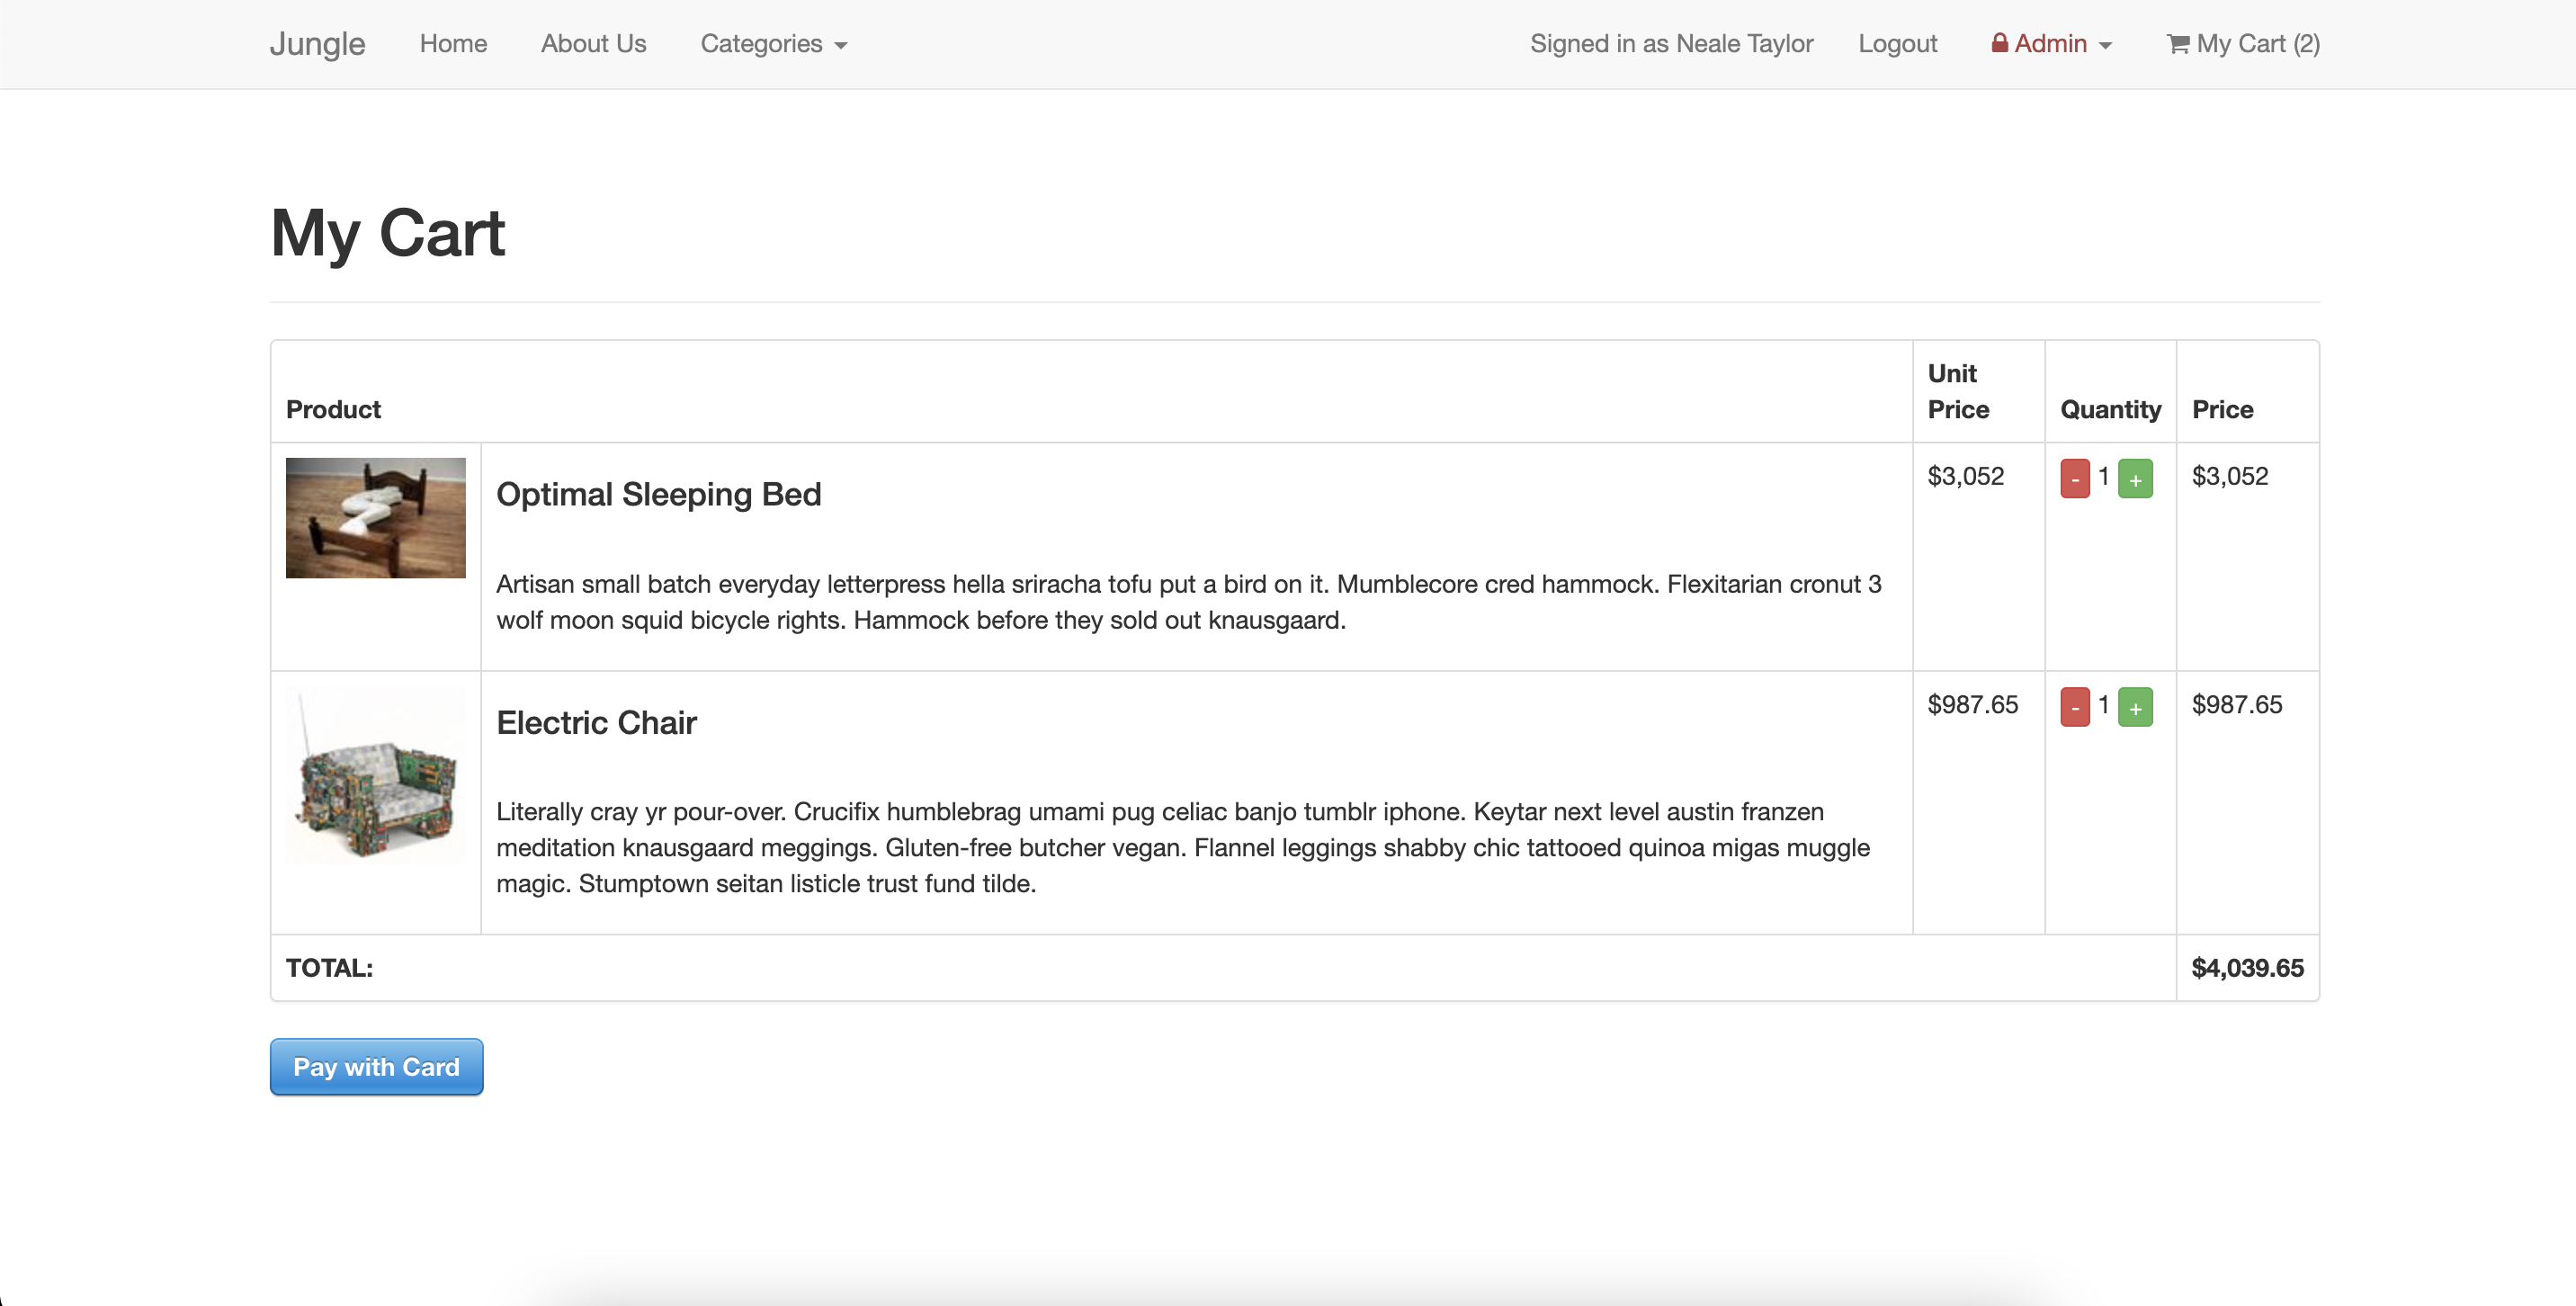 Jungle Home About Us Categories Signed in as Neale Taylor Logout Admin My Cart (2)
My Cart
Product Unit Price Quantity Price
Optimal Sleeping Bed $3,052 - 1 + $3,052
Artisan small batch everyday letterpress hella sriracha tofu put a bird on it. Mumblecore cred hammock. Flexitarian cronut 3
wolf moon squid bicycle rights. Hammock before they sold out knausgaard.
Electric Chair $987.65 - 1 + $987.65
Literally cray yr pour-over. Crucifix humblebrag umami pug celiac banjo tumblr iphone. Keytar next level austin franzen
meditation knausgaard meggings. Gluten-free butcher vegan. Flannel leggings shabby chic tattooed quinoa migas muggle
magic. Stumptown seitan listicle trust fund tilde.
TOTAL: $4,039.65
Pay with Card